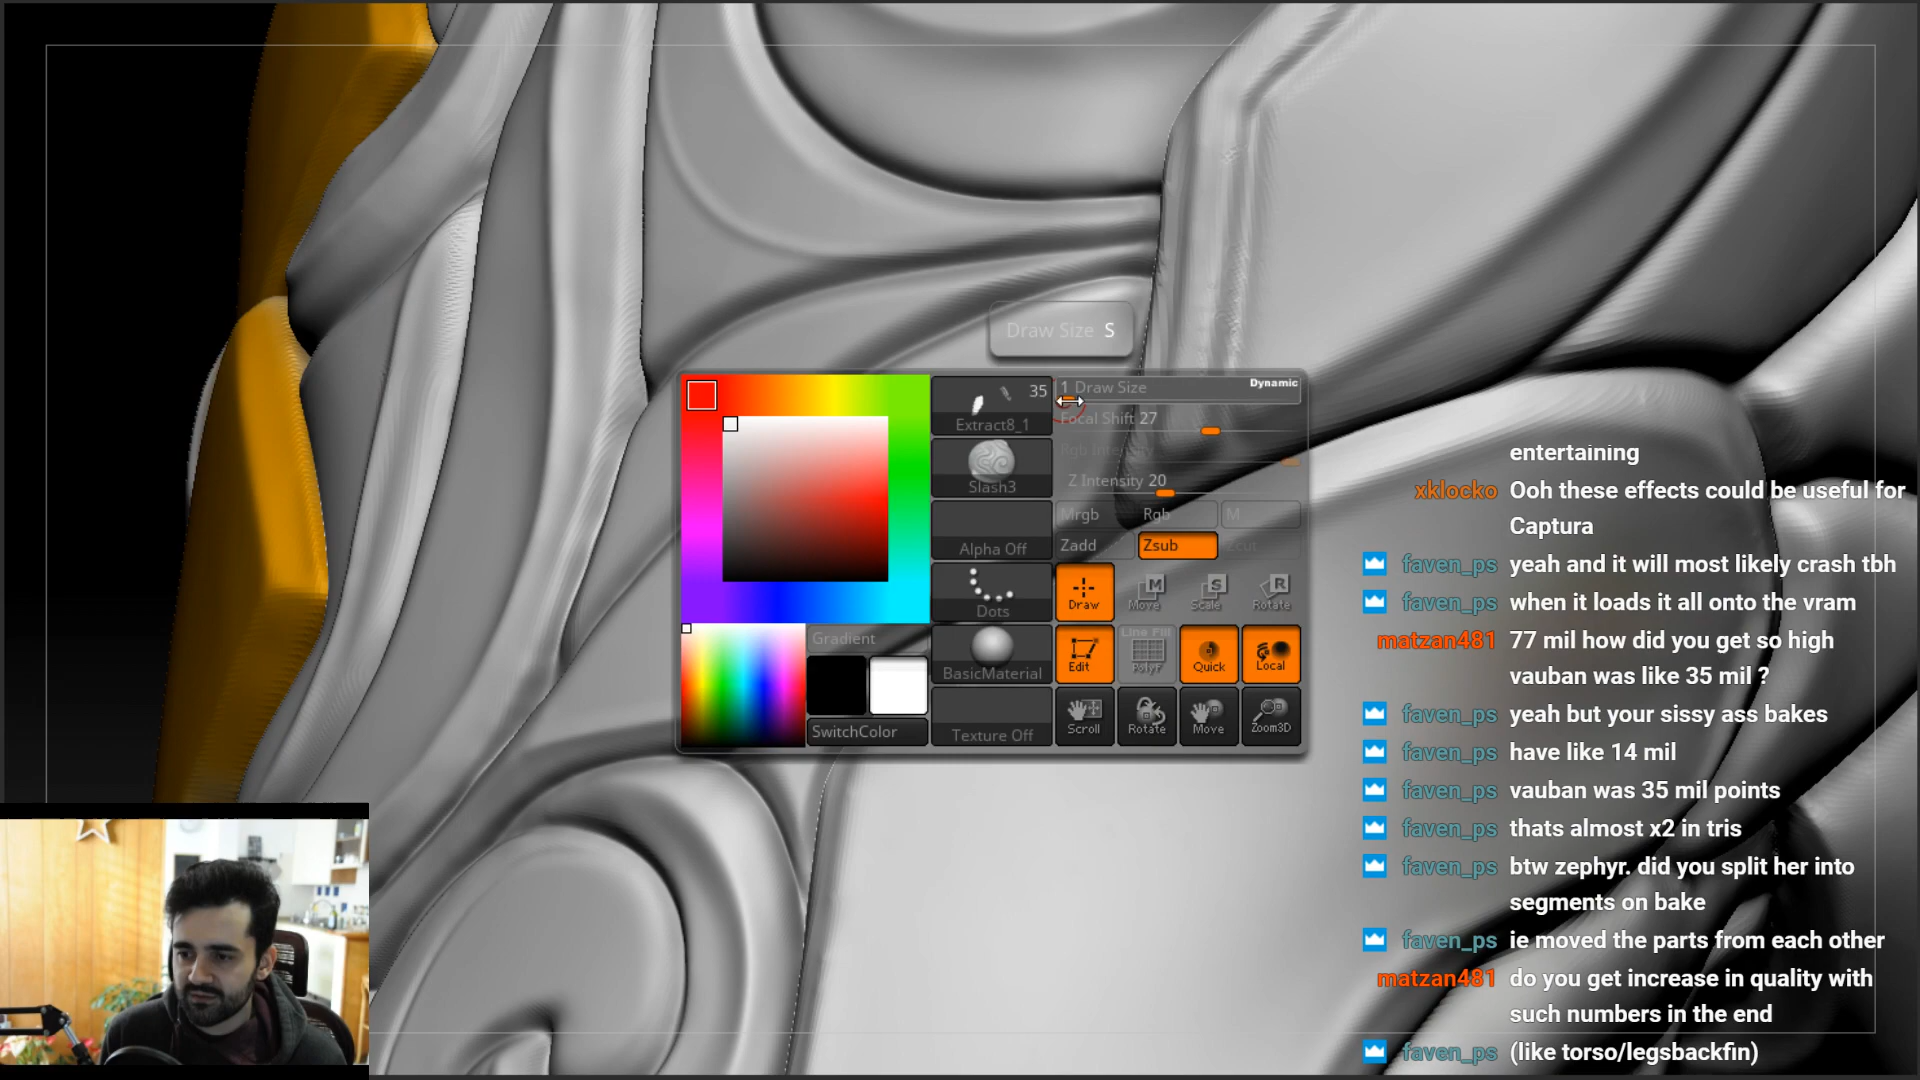 Draw Size S
35
Extract8_1
1 Draw Size
Dynamic
Focal Shift 27
Rgb Intensity
Slash3
Z Intensity 20
Mrgb
Rgb
M
Alpha Off
Zadd
Zsub
Zcut
Dots
Draw
M
Move
S
Scale
R
Rotate
Gradient
BasicMaterial
Edit
Line Fill
PolyF
Quick
Local
SwitchColor
Texture Off
Scroll
Rotate
Move
Zoom3D
entertaining
xklocko Ooh these effects could be useful for
Captura
faven_ps yeah and it will most likely crash tbh
faven_ps when it loads it all onto the vram
matzan481 77 mil how did you get so high
vauban was like 35 mil ?
faven_ps yeah but your sissy ass bakes
faven_ps have like 14 mil
faven_ps vauban was 35 mil points
faven_ps thats almost x2 in tris
faven_ps btw zephyr. did you split her into
segments on bake
faven_ps ie moved the parts from each other
matzan481 do you get increase in quality with
such numbers in the end
faven_ps (like torso/legsbackfin)